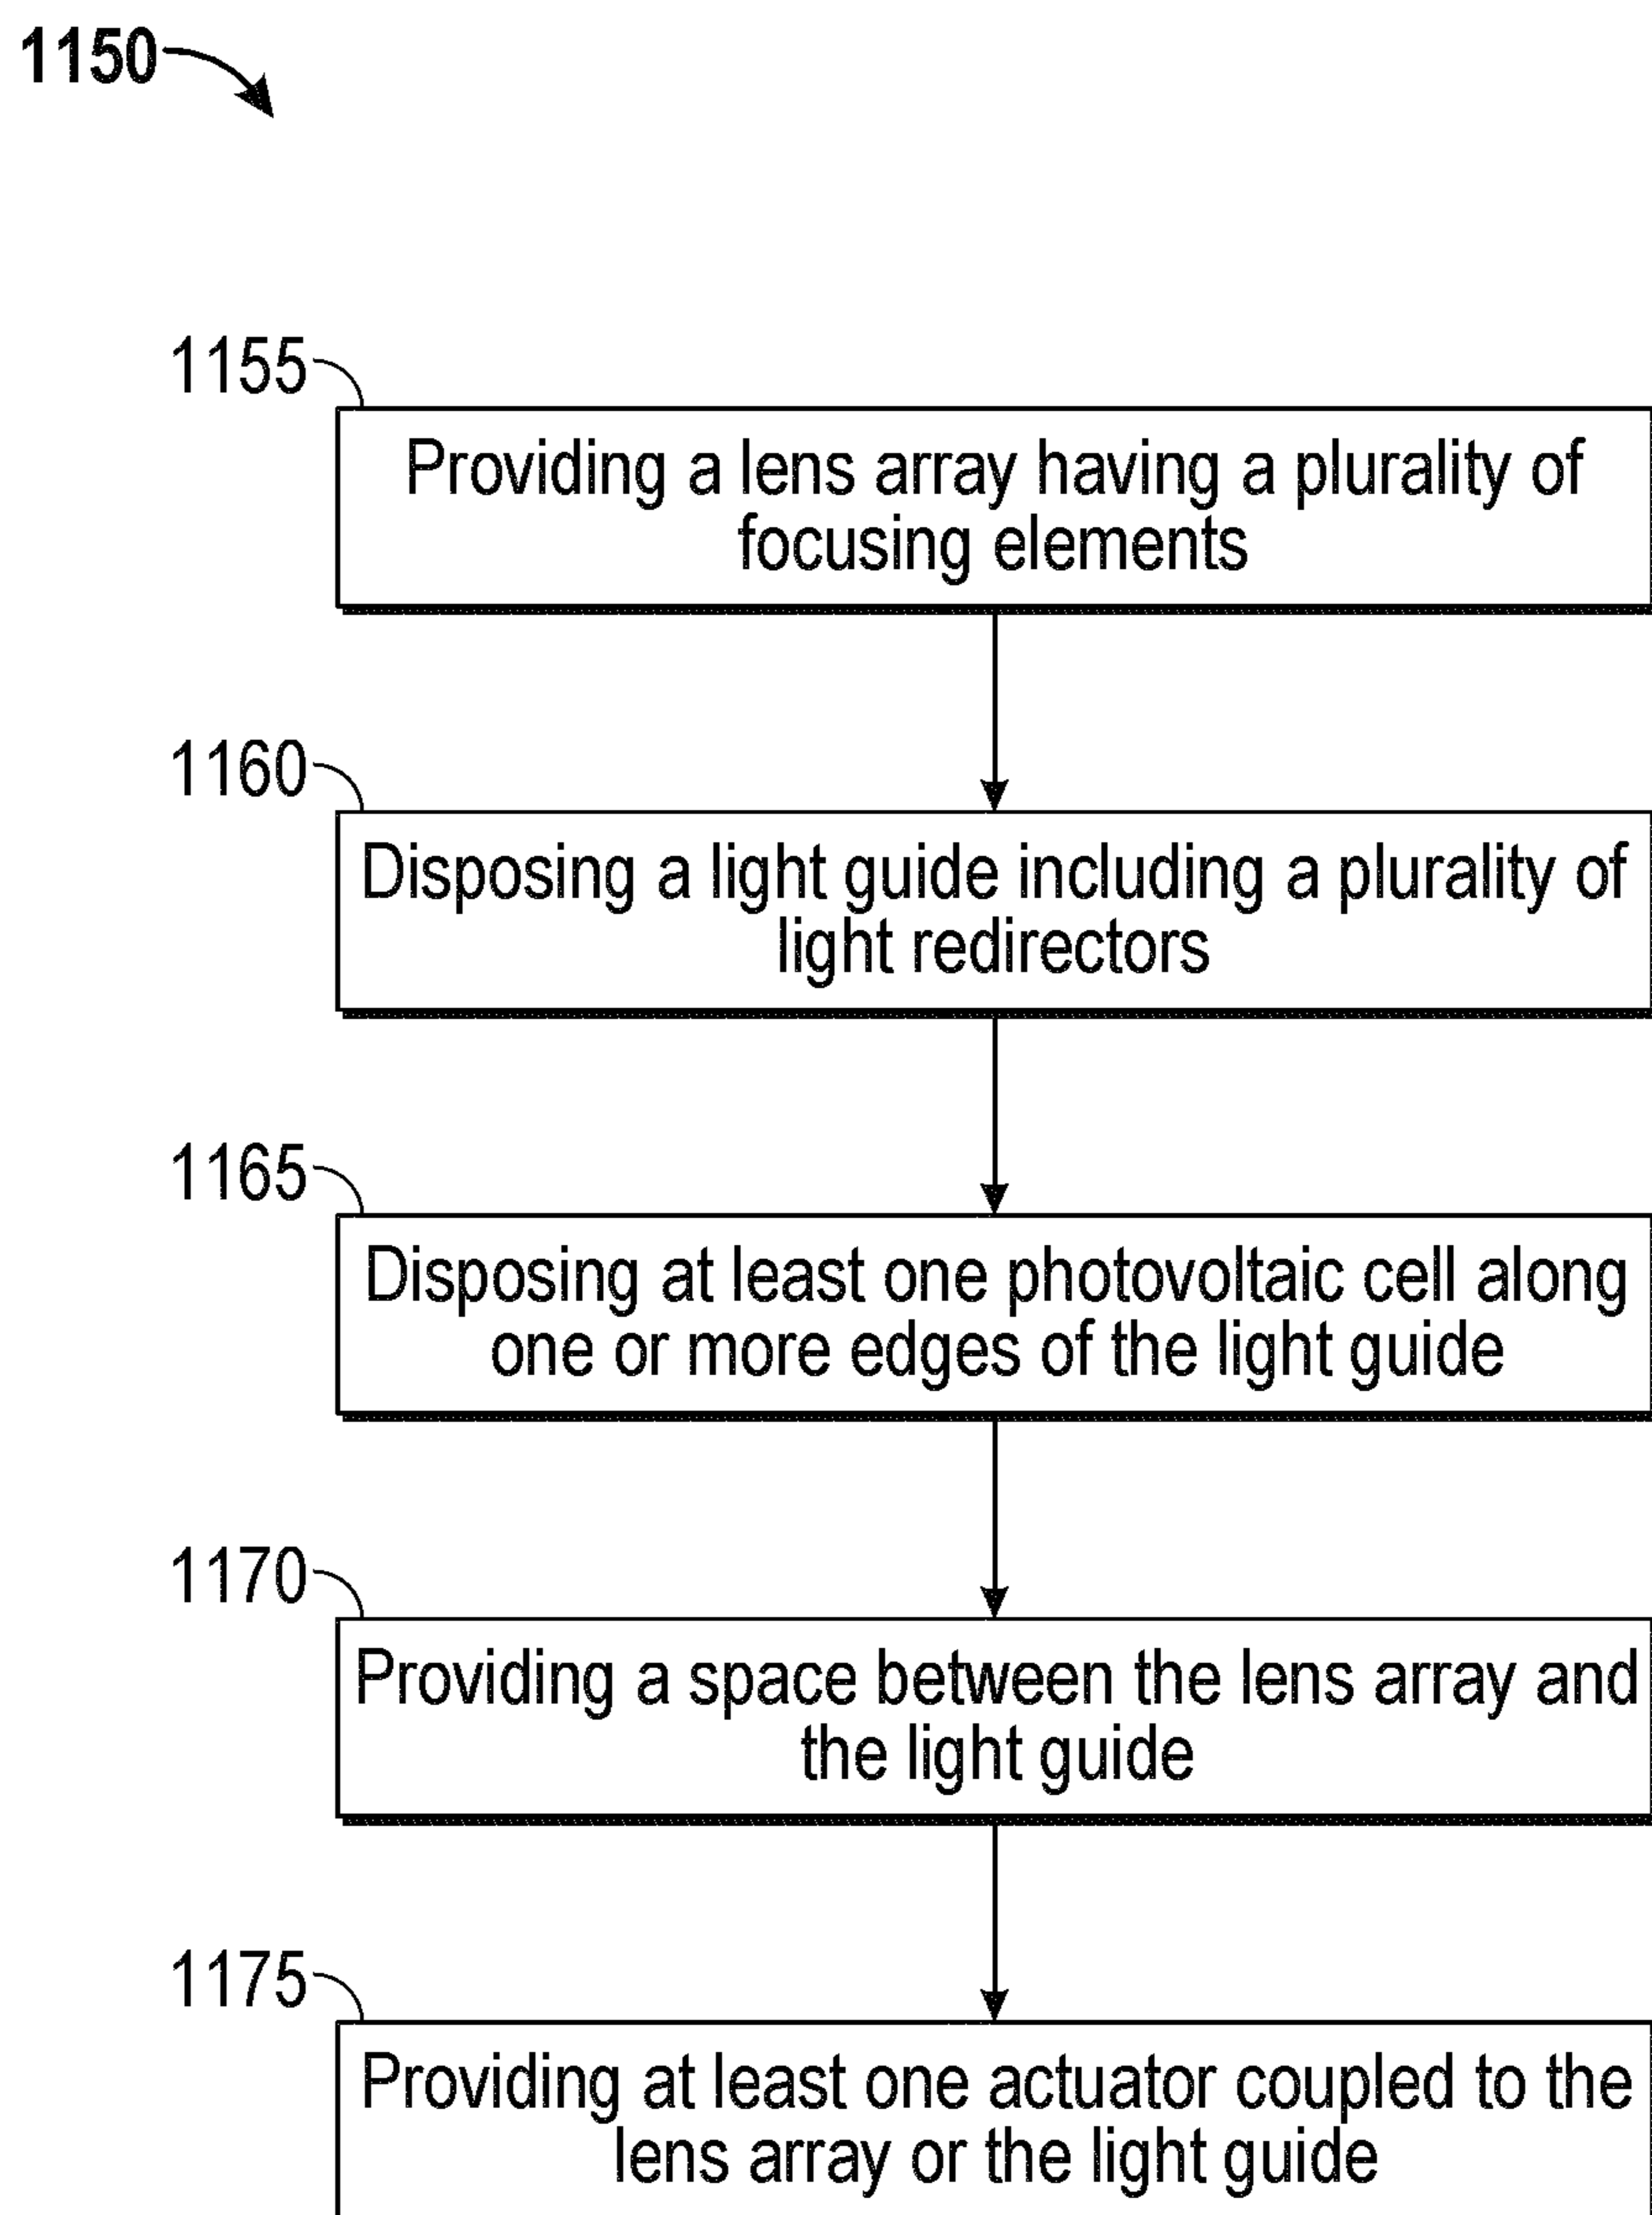 1150
1155
Providing a lens array having a plurality of
focusing elements
1160
Disposing a light guide including a plurality of
light redirectors
1165
Disposing at least one photovoltaic cell along
one or more edges of the light guide
1170
Providing a space between the lens array and
the light guide
1175
Providing at least one actuator coupled to the
lens array or the light guide